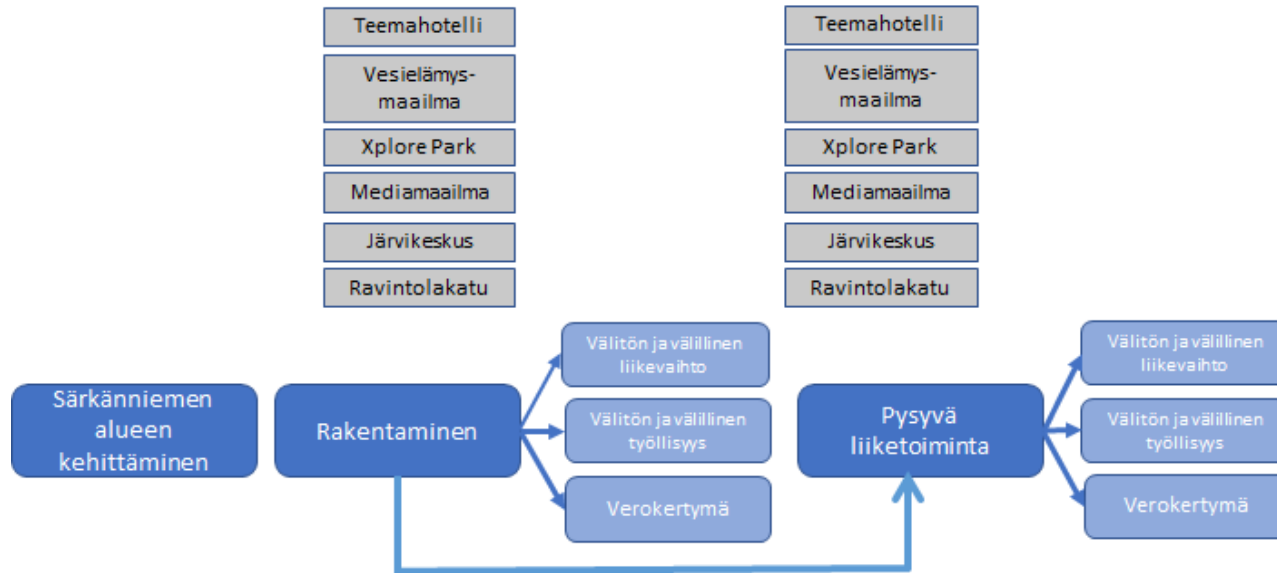 Teemahotelli
Vesielämys-
maailma
Xplore Park
Mediamaailma
Järvikeskus
Ravintolakatu
Teemahotelli
Vesielämys-
maailma
Xplore Park
Mediamaailma
Järvikeskus
Ravintolakatu
Särkänniemen
alueen
kehittäminen
Rakentaminen
Välitön ja välillinen
liikevaihto
Välitön ja välillinen
työllisyys
Verokertymä
Pysyvä
liiketoiminta
Välitön ja välillinen
liikevaihto
Välitön ja välillinen
työllisyys
Verokertymä